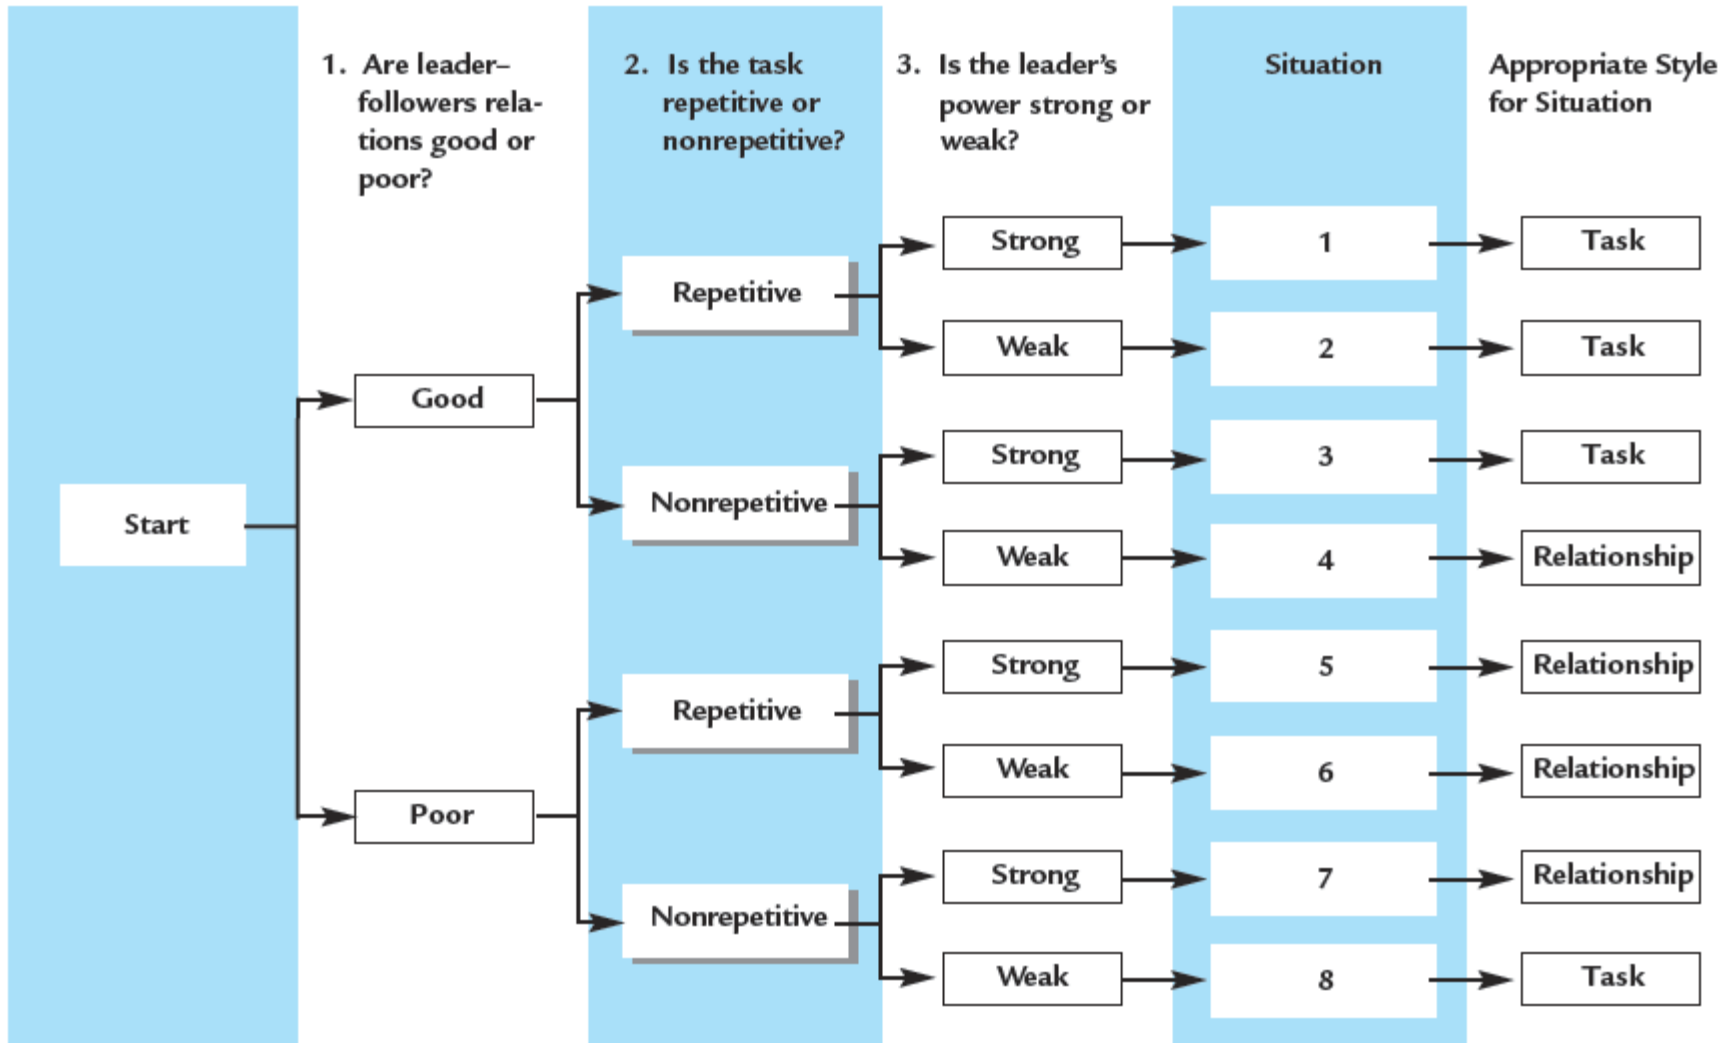 1. Are leader–
followers rela-
tions good or
poor?
2. Is the task
repetitive or
nonrepetitive?
3. Is the leader's
power strong or
weak?
Situation
Appropriate Style
for Situation
Start
Good
Poor
Repetitive
Nonrepetitive
Repetitive
Nonrepetitive
Strong
1
Task
Weak
2
Task
Strong
3
Task
Weak
4
Relationship
Strong
5
Relationship
Weak
6
Relationship
Strong
7
Relationship
Weak
8
Task